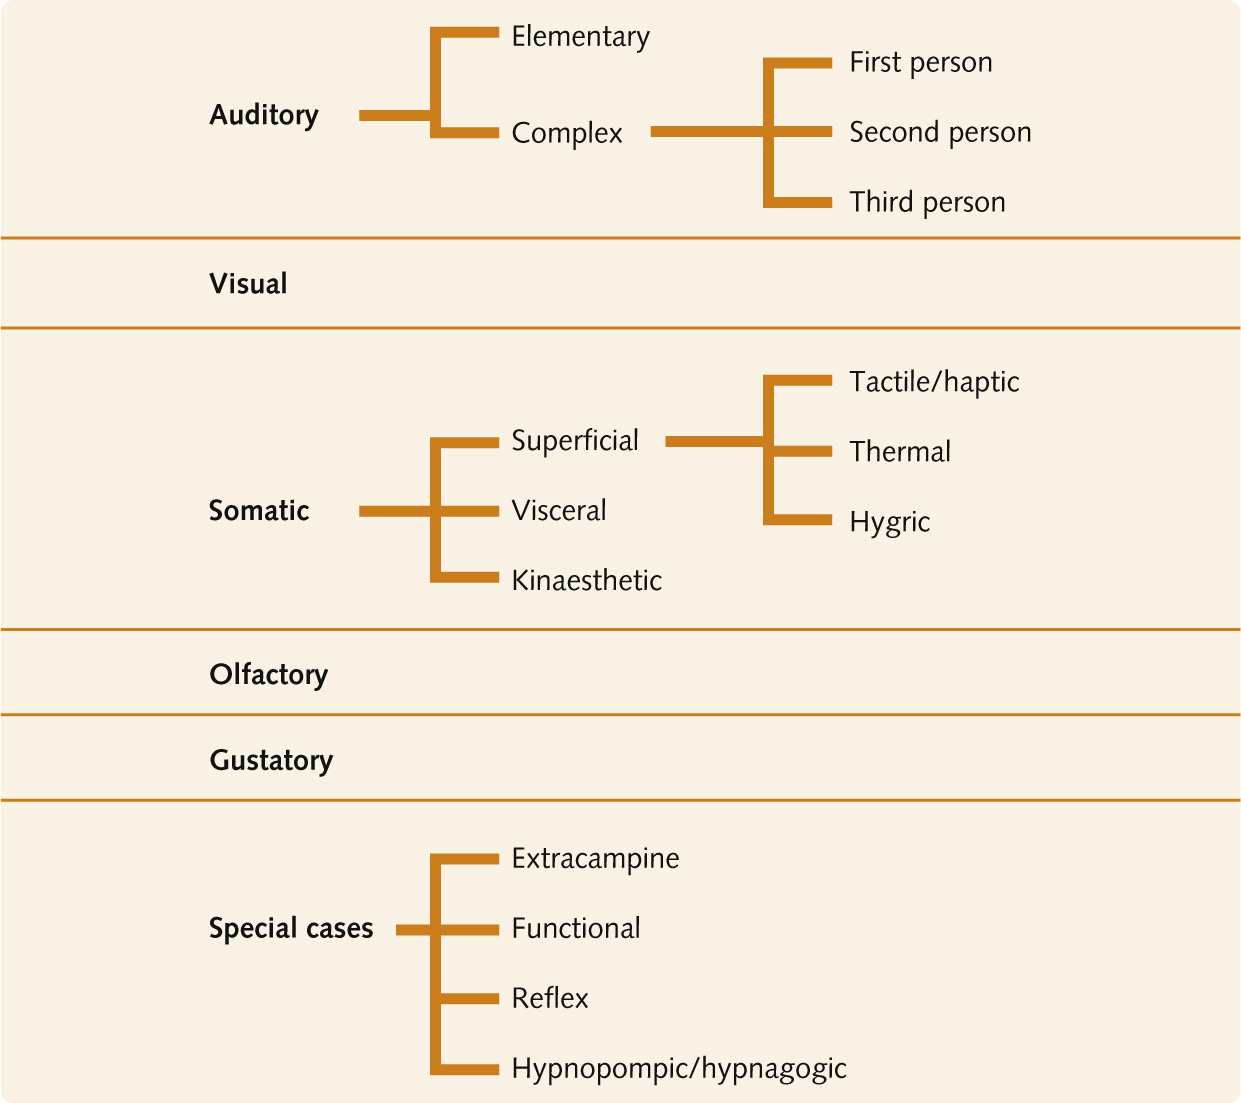 Auditory
Elementary
Complex
First person
Second person
Third person
Visual
Somatic
Superficial
Visceral
Kinaesthetic
Tactile/haptic
Thermal
Hygric
Olfactory
Gustatory
Special cases
Extracampine
Functional
Reflex
Hypnopompic/hypnagogic